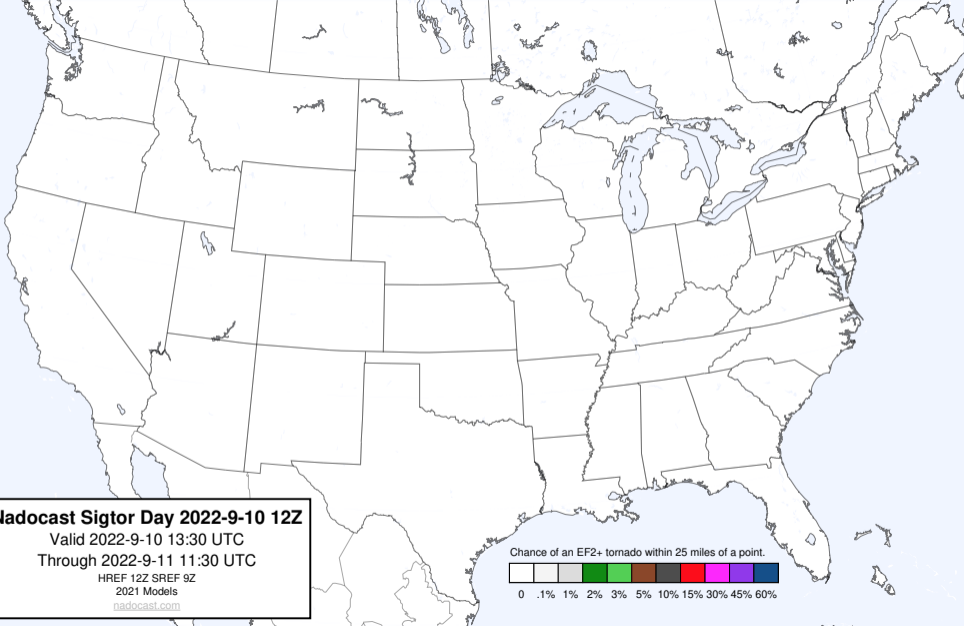 Nadocast Sigtor Day 2022-9-10 12Z
Valid 2022-9-10 13:30 UTC
Through 2022-9-11 11:30 UTC
HREF 12Z SREF 9Z
2021 Models
nadocast.com
Chance of an EF2+ tornado within 25 miles of a point.
0 .1% 1% 2% 3% 5% 10% 15% 30% 45% 60%